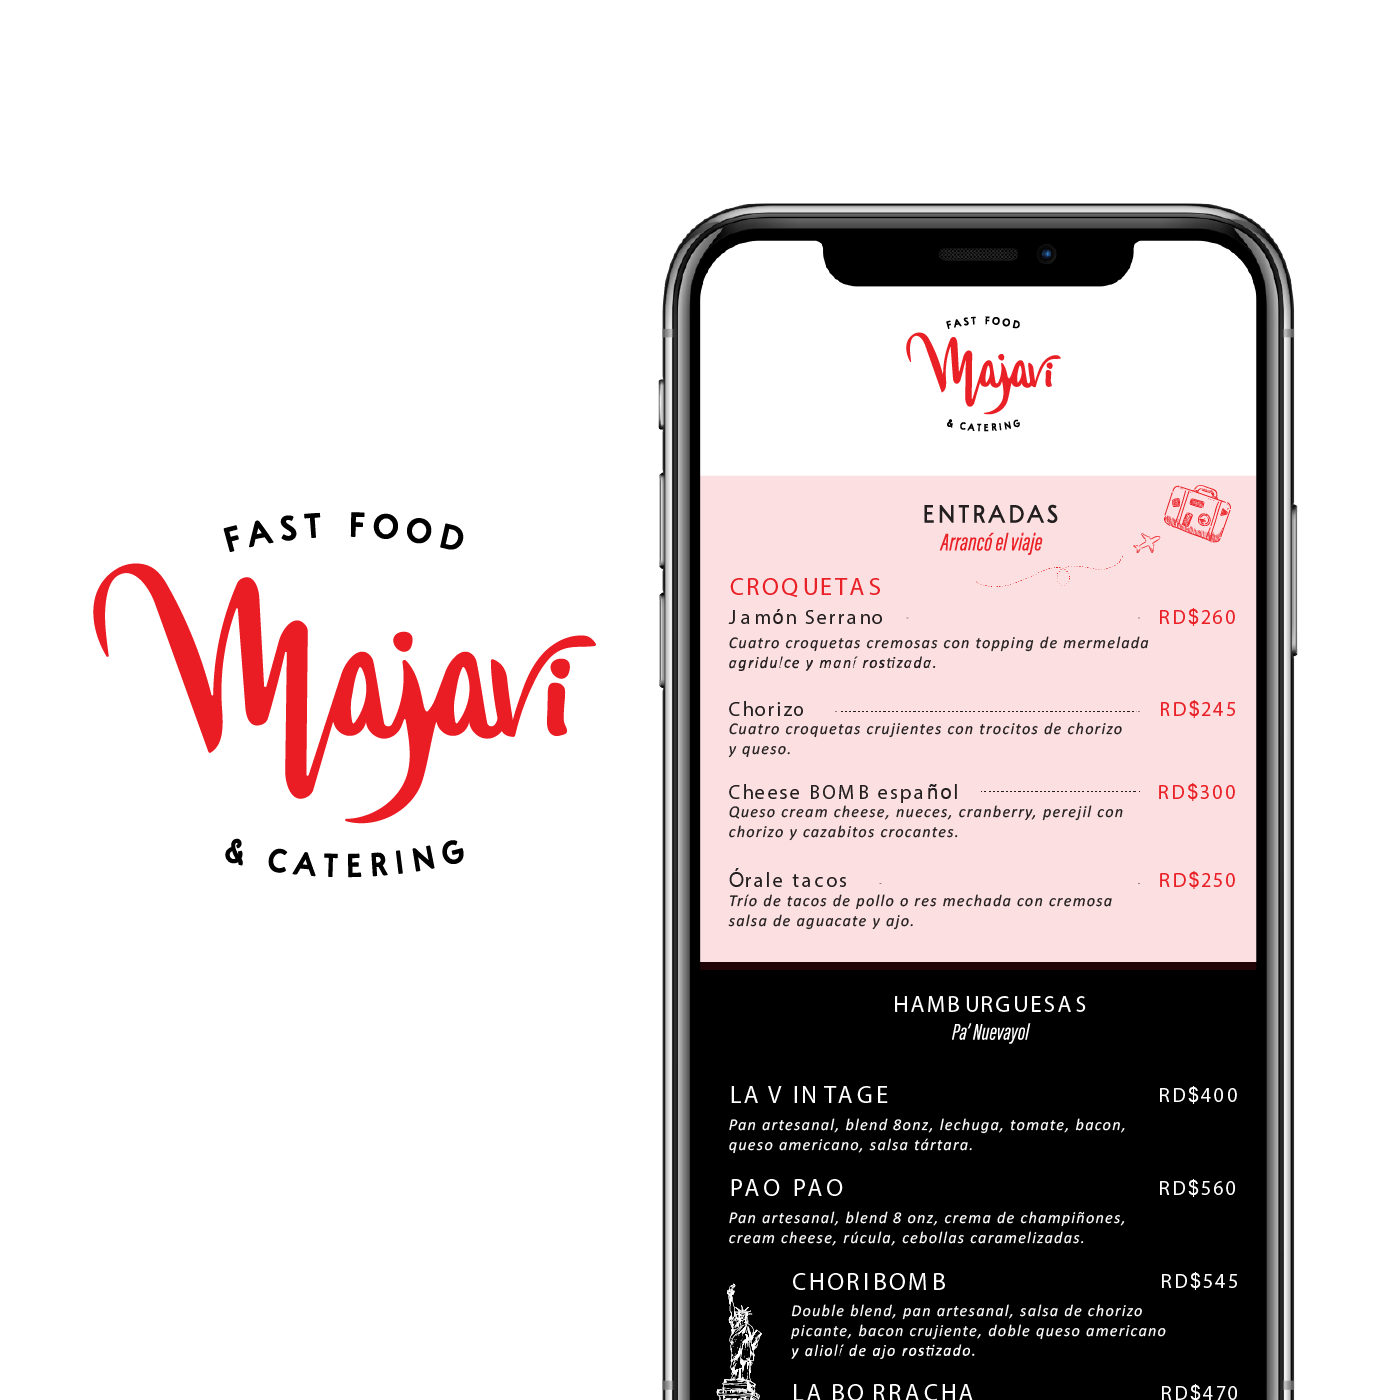 FAST FOOD
Majavi
& CATERING
FAST FOOD
Majavi
& CATERING
ENTRADAS
Arrancó el viaje
CROQUETAS
Jamón Serrano RD$260
Cuatro croquetas cremosas con topping de mermelada
agridulce y maní rostizada.
Chorizo RD$245
Cuatro croquetas crujientes con trocitos de chorizo
y queso.
Cheese BOMB español RD$300
Queso cream cheese, nueces, cranberry, perejil con
chorizo y cazabitos crocantes.
Órale tacos RD$250
Trío de tacos de pollo o res mechada con cremosa
salsa de aguacate y ajo.
HAMBURGUESAS
Pa' Nuevayol
LA VINTAGE RD$400
Pan artesanal, blend 8onz, lechuga, tomate, bacon,
queso americano, salsa tártara.
PAO PAO RD$560
Pan artesanal, blend 8 onz, crema de champiñones,
cream cheese, rúcula, cebollas caramelizadas.
CHORIBOMB RD$545
Double blend, pan artesanal, salsa de chorizo
picante, bacon crujiente, doble queso americano
y aliolí de ajo rostizado.
LA BORRACHA RD$470